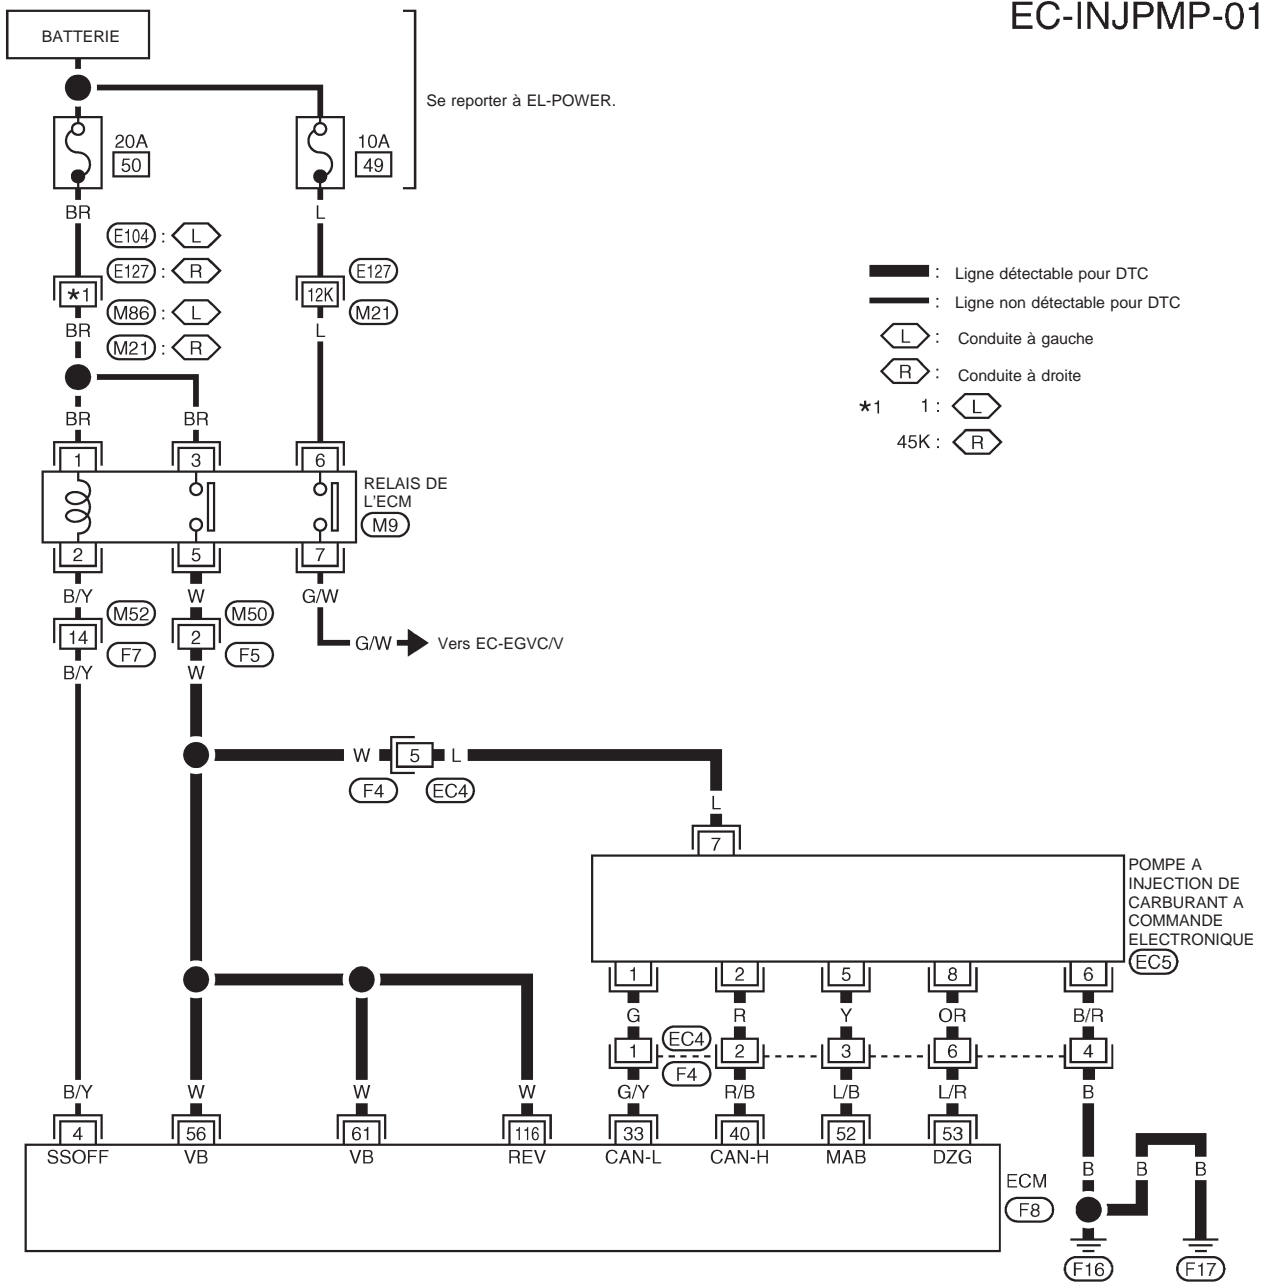 EC-INJPMP-01
BATTERIE
Se reporter à EL-POWER.
20A
50
10A
49
BR
L
E104 : L
E127 : R
E127
*1
12K
M86 : L
M21
BR
L
M21 : R
: Ligne détectable pour DTC
: Ligne non détectable pour DTC
L : Conduite à gauche
R : Conduite à droite
*1 1 : L
45K : R
BR
BR
1
3
6
RELAIS DE
L'ECM
M9
2
5
7
B/Y
W
G/W
M52
M50
14
2
G/W
Vers EC-EGVC/V
F7
F5
B/Y
W
W
5
L
F4
EC4
L
7
POMPE A
INJECTION DE
CARBURANT A
COMMANDE
ELECTRONIQUE
EC5
1
2
5
8
6
G
R
Y
OR
B/R
EC4
1
2
3
6
4
F4
B/Y
W
W
W
G/Y
R/B
L/B
L/R
B
4
56
61
116
33
40
52
53
SSOFF
VB
VB
REV
CAN-L
CAN-H
MAB
DZG
B
B
B
ECM
F8
F16
F17